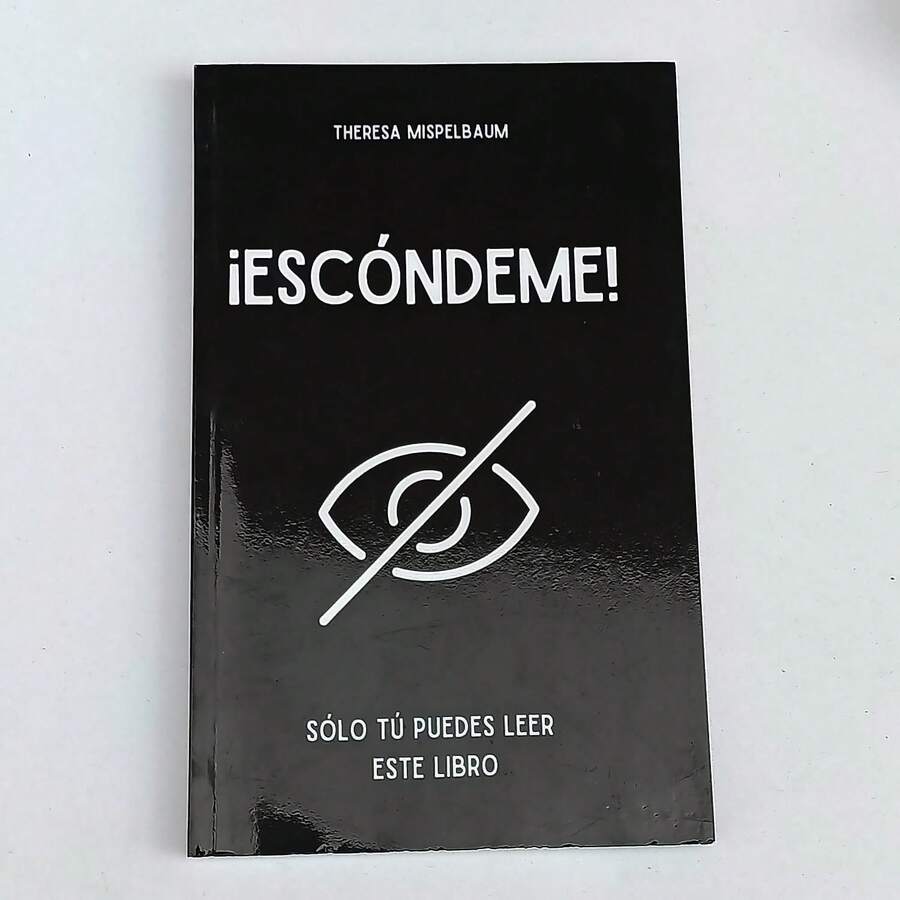 THERESA MISPELBAUM
¡ESCÓNDEME!
SÓLO TÚ PUEDES LEER
ESTE LIBRO